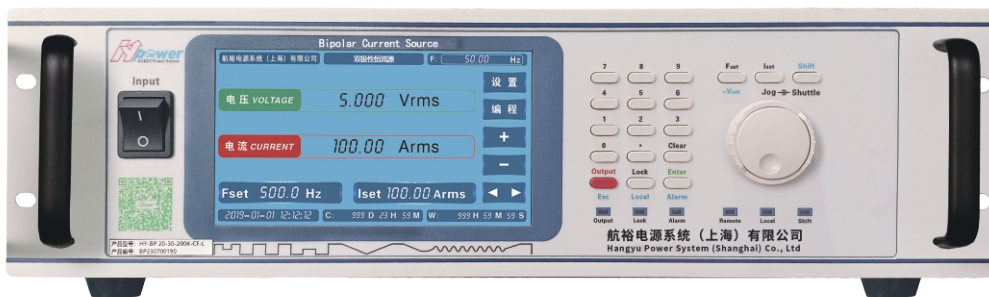 Hypower
Input
Bipolar Current Source
航裕电源系统（上海）有限公司 双极性恒流源 F: 50.00 Hz
设置
电压 VOLTAGE 5.000 Vrms
编程
+
电流 CURRENT 100.00 Arms
-
Fset 500.0 Hz Iset 100.00 Arms
2019-01-01 12:12:12 C: 999 D 23 H 59 M W: 999 H 59 M 59 S
产品型号: HY-BP 20-30-200K-CF-L
产品编号: BP230700190
7 8 9 Fset Iset Shift
4 5 6 -Vset Jog Shuttle
1 2 3
0 . Clear
Output Lock Enter
Esc Local Alarm
Output Lock Alarm Remote Local Shift
航裕电源系统（上海）有限公司
Hangyu Power System (Shanghai) Co., Ltd